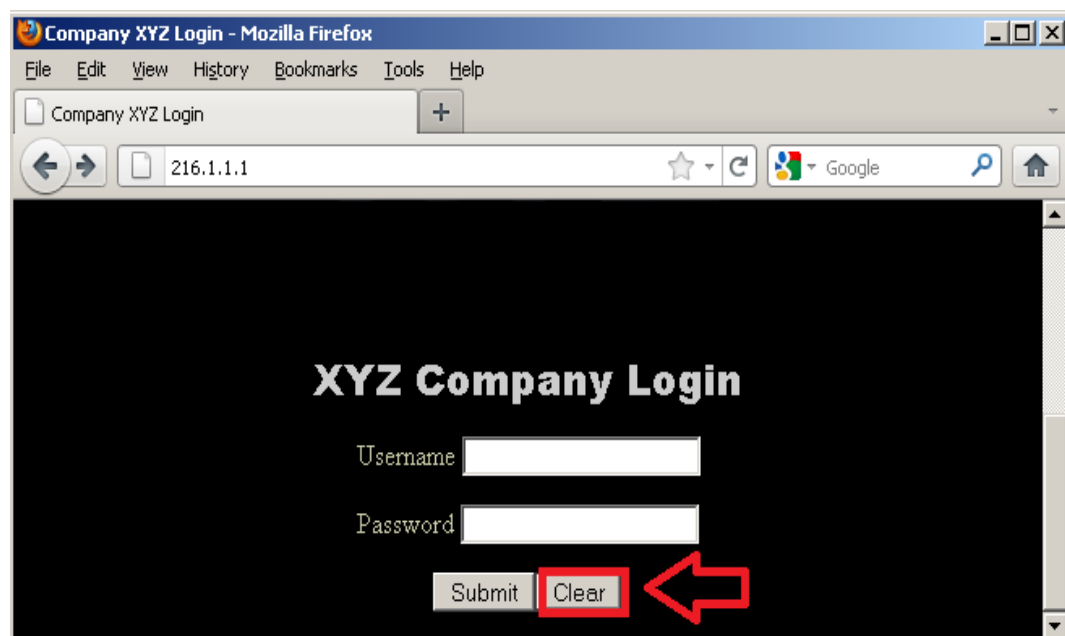 Company XYZ Login - Mozilla Firefox
File Edit View History Bookmarks Tools Help
Company XYZ Login
216.1.1.1
Google
XYZ Company Login
Username
Password
Submit Clear